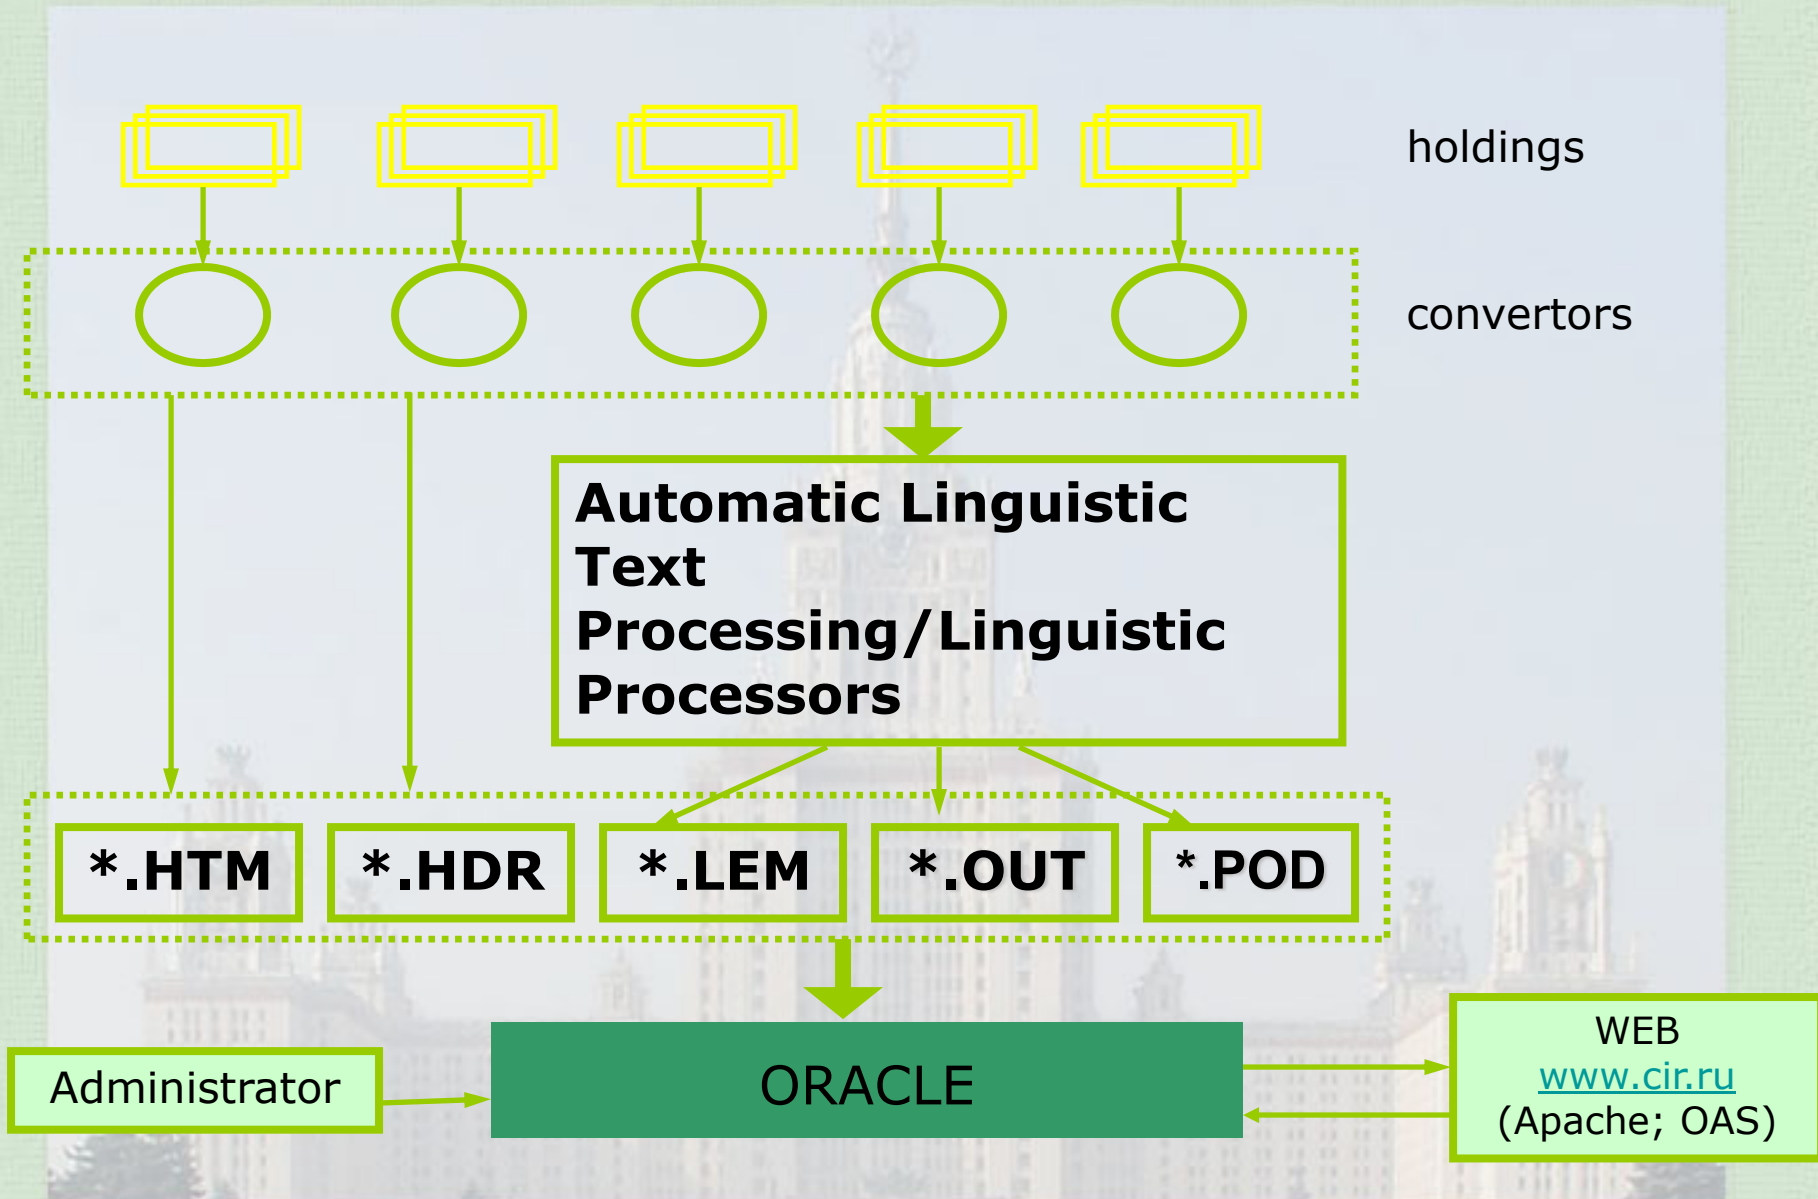 holdings
convertors
Automatic Linguistic
Text
Processing/Linguistic
Processors
*.HTM
*.HDR
*.LEM
*.OUT
*.POD
Administrator
ORACLE
WEB
www.cir.ru
(Apache; OAS)